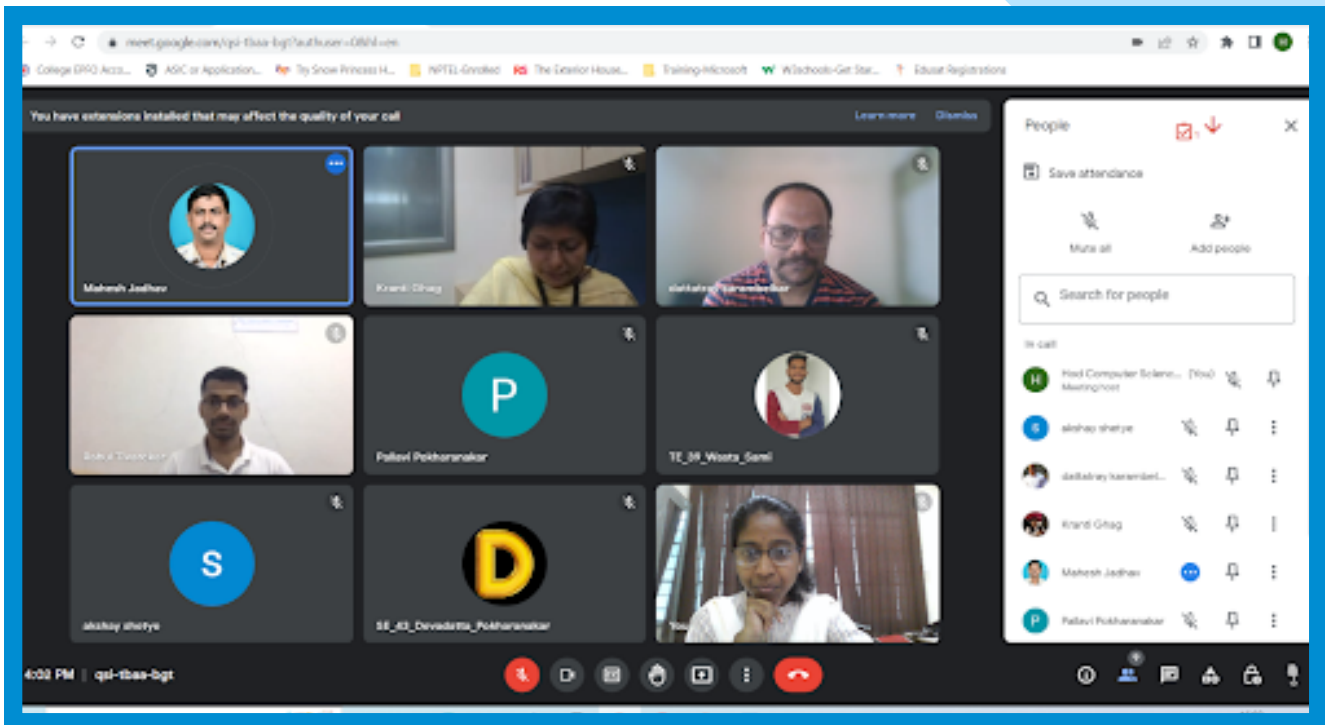 meet.google.com/qsi-tbaa-bgt?authuser=0&hl=en
College EPFO Acco... ASIC or Application... Try Snow Princess H... NPTEL-Enrolled The Exterior House... Training-Microsoft W3schools-Get Star... Edusat Registrations
You have extensions installed that may affect the quality of your call Learn more Dismiss
People
Save attendance
Mute all Add people
Search for people
In call
Hod Computer Scienc... (You)
Meeting host
akshay shetye
dattatray karambel...
Kranti Ghag
Mahesh Jadhav
Pallavi Pokharanakar
Mahesh Jadhav
Kranti Ghag
dattatray karambelkar
P
Pallavi Pokharanakar
TE_59_Waata_Sami
S
akshay shetye
D
SE_43_Devadatta_Pokharanakar
You
4:02 PM | qsi-tbaa-bgt